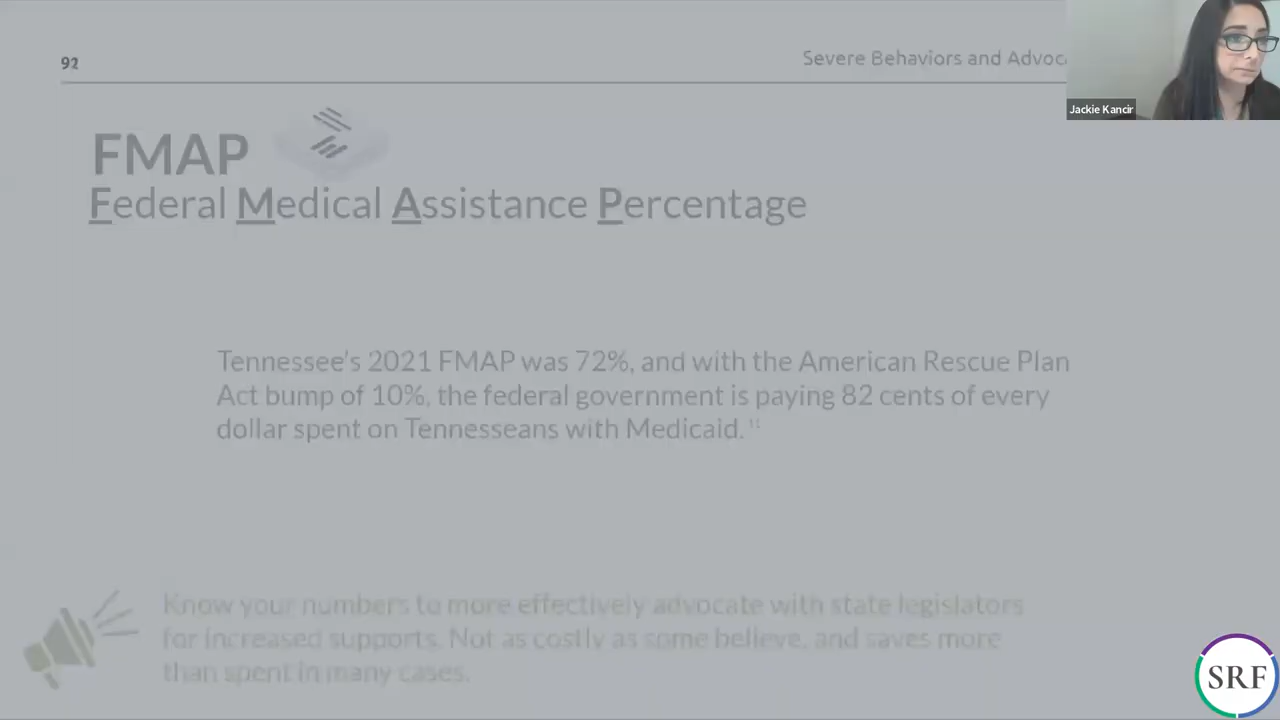 92
Severe Behaviors and Advoca
Jackie Kancir
FMAP
Federal Medical Assistance Percentage
Tennessee's 2021 FMAP was 72%, and with the American Rescue Plan
Act bump of 10%, the federal government is paying 82 cents of every
dollar spent on Tennesseans with Medicaid. 11
Know your numbers to more effectively advocate with state legislators
for increased supports. Not as costly as some believe, and saves more
than spent in many cases.
SRF